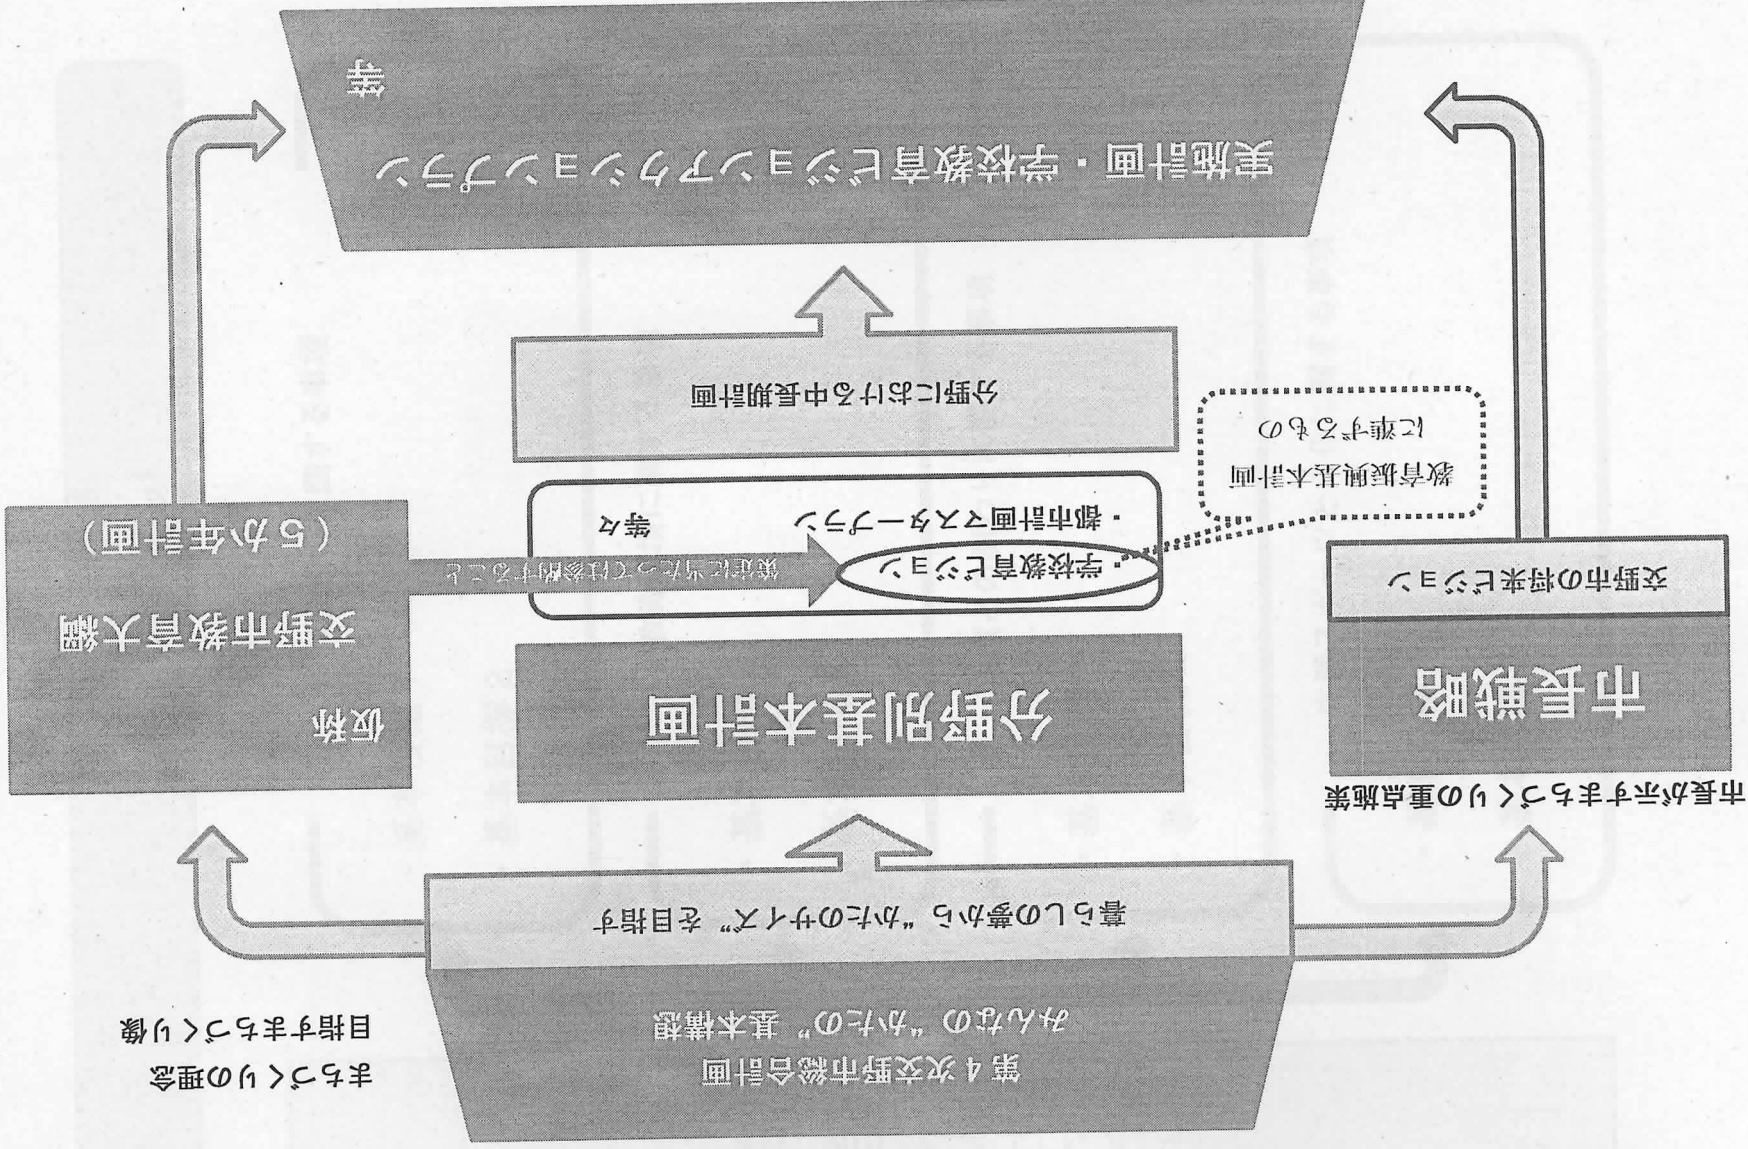 まちづくりの理念
目指すまちづくり像
第４次交野市総合計画
みんなの“かたの”基本構想
暮らしの夢から“かたのサイズ”を目指す
市長が示すまちづくりの重点施策
市長戦略
交野市の将来ビジョン
分野別基本計画
・学校教育ビジョン
・都市計画マスタープラン　等々
策定に当たっては参酌すること
教育振興基本計画
に準ずるもの
分野における中長期計画
仮称
交野市教育大綱
（５か年計画）
実施計画・学校教育ビジョンアクションプラン
等